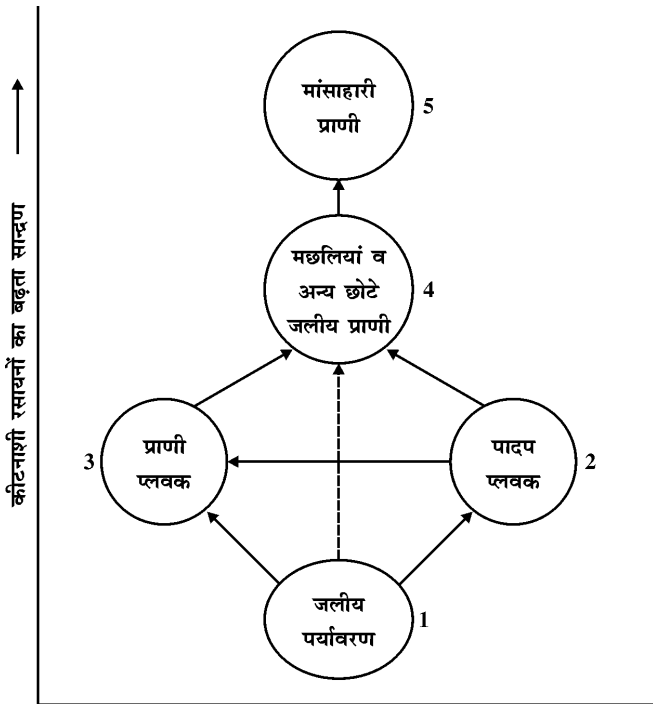 मांसाहारी
प्राणी
5
मछलियां व
अन्य छोटे
जलीय प्राणी
4
3
प्राणी
प्लवक
पादप
प्लवक
2
जलीय
पर्यावरण
1
कीटनाशी रसायनों का बढ़ता सान्द्रण